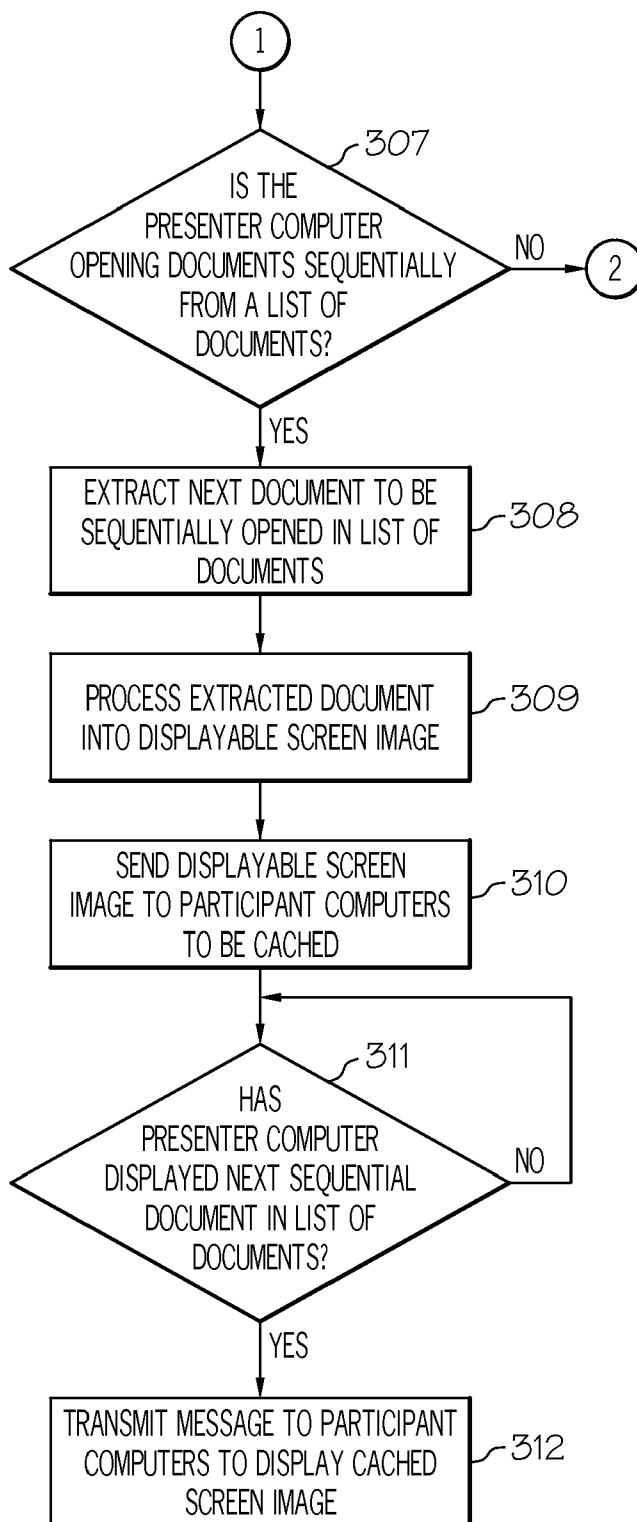 1
307
IS THE
PRESENTER COMPUTER
OPENING DOCUMENTS SEQUENTIALLY
FROM A LIST OF
DOCUMENTS?
NO
2
YES
EXTRACT NEXT DOCUMENT TO BE
SEQUENTIALLY OPENED IN LIST OF
DOCUMENTS
308
PROCESS EXTRACTED DOCUMENT
INTO DISPLAYABLE SCREEN IMAGE
309
SEND DISPLAYABLE SCREEN
IMAGE TO PARTICIPANT COMPUTERS
TO BE CACHED
310
311
HAS
PRESENTER COMPUTER
DISPLAYED NEXT SEQUENTIAL
DOCUMENT IN LIST OF
DOCUMENTS?
NO
YES
TRANSMIT MESSAGE TO PARTICIPANT
COMPUTERS TO DISPLAY CACHED
SCREEN IMAGE
312